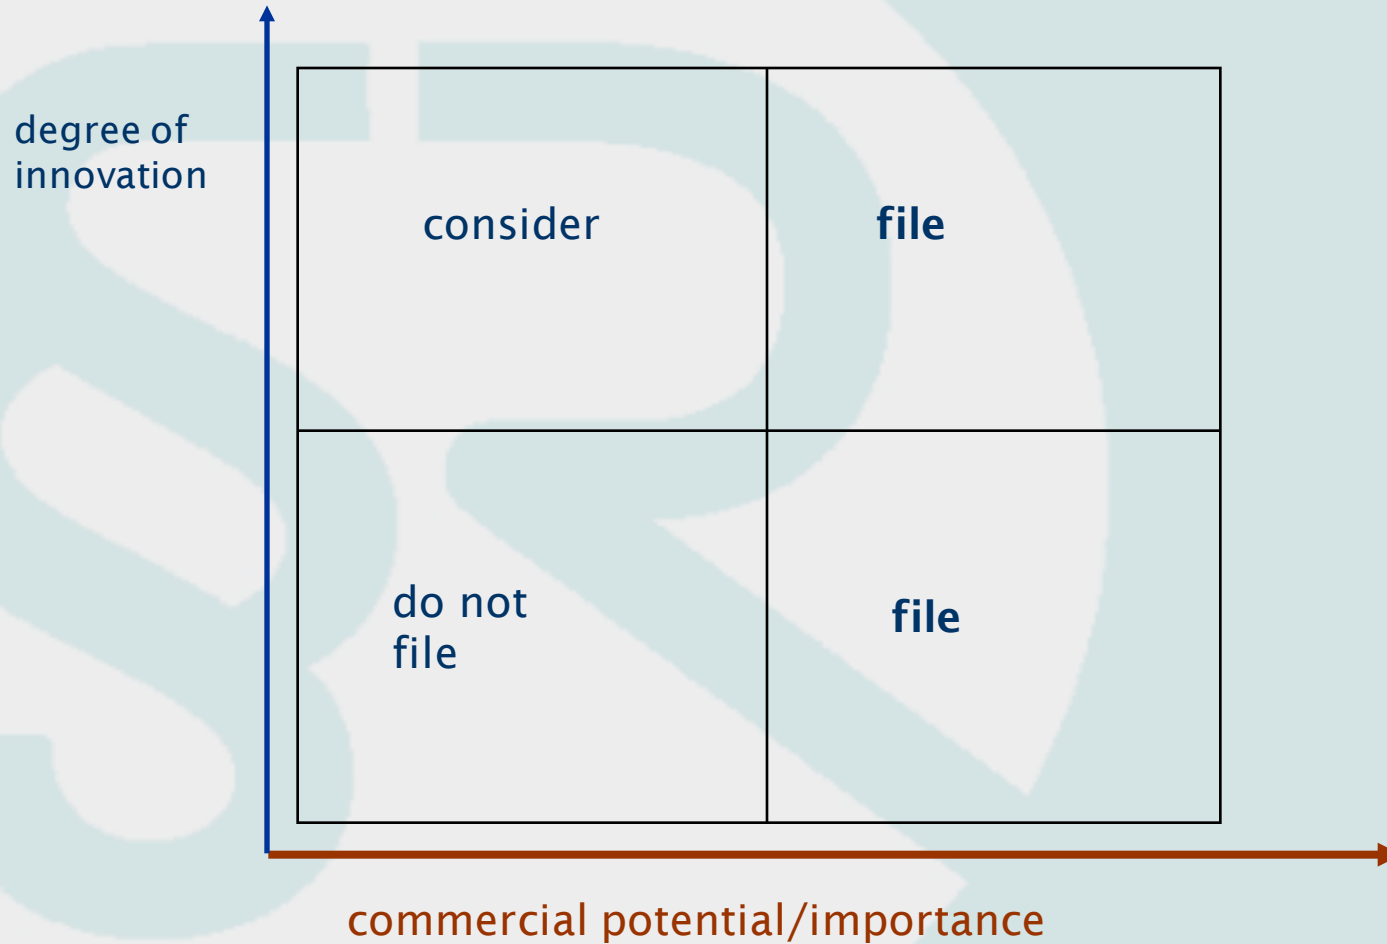 degree of
innovation
consider
file
do not
file
file
commercial potential/importance